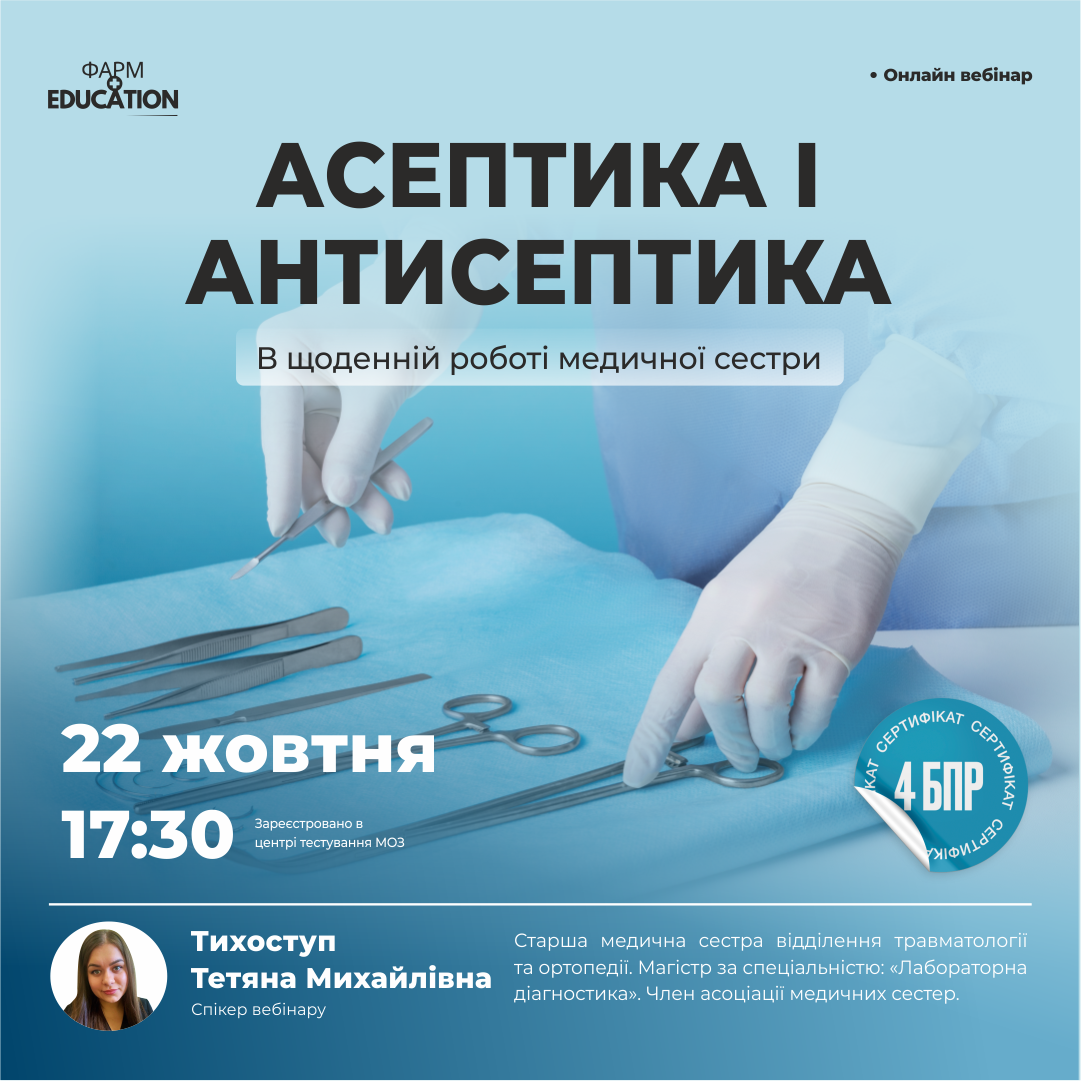 ФАРМ
EDUCATION
• Онлайн вебінар
АСЕПТИКА І
АНТИСЕПТИКА
В щоденній роботі медичної сестри
22 жовтня
17:30
Зареєстровано в
центрі тестування МОЗ
СЕРТИФІКАТ СЕРТИФІКАТ
4 БПР
Тихоступ
Тетяна Михайлівна
Спікер вебінару
Старша медична сестра відділення травматології
та ортопедії. Магістр за спеціальністю: «Лабораторна
діагностика». Член асоціації медичних сестер.